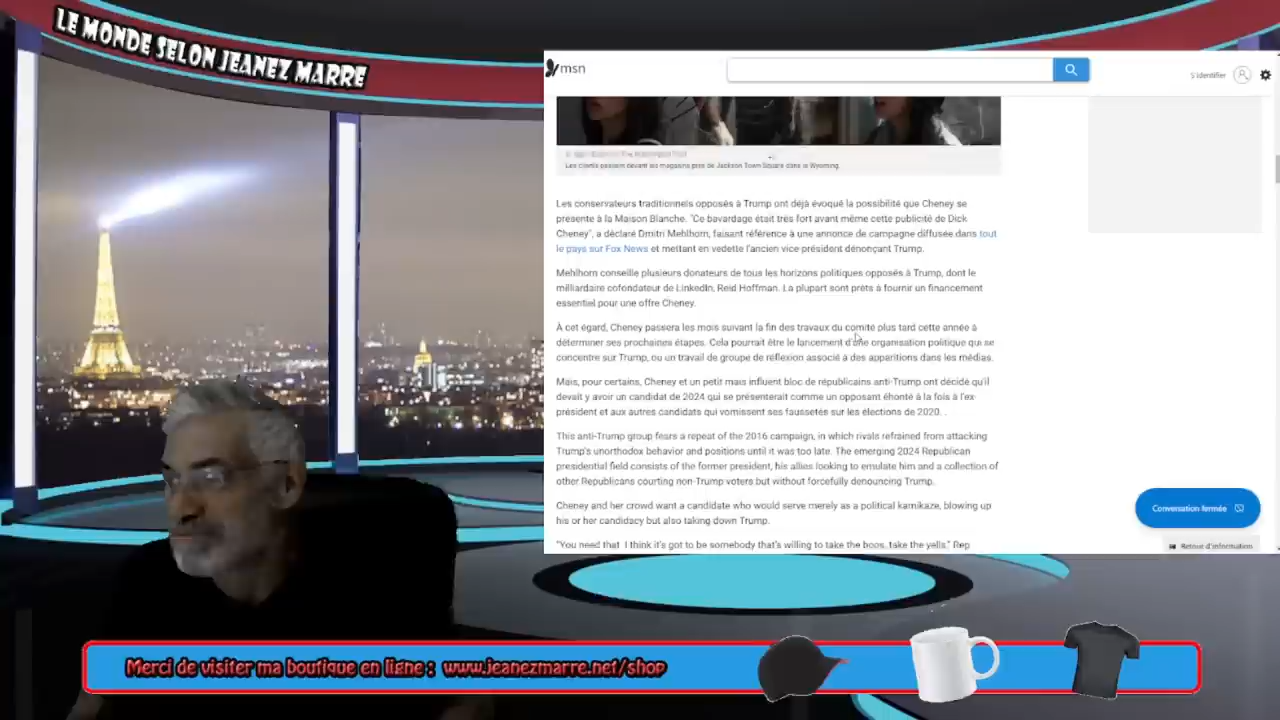 LE MONDE SELON JEANEZ MARRE
msn
S'identifier
Les clients passent devant les magasins près de Jackson Town Square dans le Wyoming.
Les conservateurs traditionnels opposés à Trump ont déjà évoqué la possibilité que Cheney se
présente à la Maison Blanche. "Ce bavardage était très fort avant même cette publicité de Dick
Cheney", a déclaré Dmitri Mehlhorn, faisant référence à une annonce de campagne diffusée dans tout
le pays sur Fox News et mettant en vedette l'ancien vice président dénonçant Trump.
Mehlhorn conseille plusieurs donateurs de tous les horizons politiques opposés à Trump, dont le
milliardaire cofondateur de LinkedIn, Reid Hoffman. La plupart sont prêts à fournir un financement
essentiel pour une offre Cheney.
À cet égard, Cheney passera les mois suivant la fin des travaux du comité plus tard cette année à
déterminer ses prochaines étapes. Cela pourrait être le lancement d'une organisation politique qui se
concentre sur Trump, ou un travail de groupe de réflexion associé à des apparitions dans les médias.
Mais, pour certains, Cheney et un petit mais influent bloc de républicains anti-Trump ont décidé qu'il
devait y avoir un candidat de 2024 qui se présenterait comme un opposant éhonté à la fois à l'ex-
président et aux autres candidats qui vomissent ses faussetés sur les élections de 2020. .
This anti-Trump group fears a repeat of the 2016 campaign, in which rivals refrained from attacking
Trump's unorthodox behavior and positions until it was too late. The emerging 2024 Republican
presidential field consists of the former president, his allies looking to emulate him and a collection of
other Republicans courting non-Trump voters but without forcefully denouncing Trump.
Cheney and her crowd want a candidate who would serve merely as a political kamikaze, blowing up
his or her candidacy but also taking down Trump.
"You need that. I think it's got to be somebody that's willing to take the boos, take the yells," Rep
Conversation fermée
Retour d'information
Merci de visiter ma boutique en ligne : www.jeanezmarre.net/shop